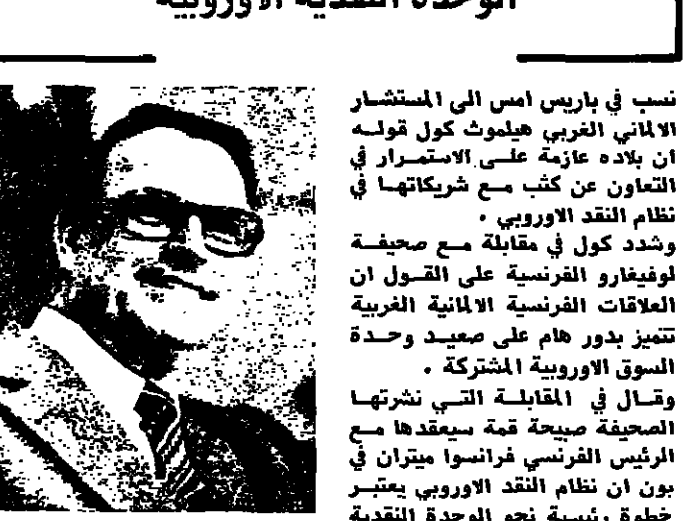 الوحدة النقدية الاوروبية
نسب في باريس امس الى المستشار
الالماني الغربي هيلموث كول قوله
أن بلاده عازمة على الاستمرار في
التعاون عن كثب مع شريكاتها في
نظام النقد الاوروبي .
وشدد كول في مقابلة مع صحيفة
لوفيغارو الفرنسية على القول ان
العلاقات الفرنسية الالمانية الغربية
تتميز بدور هام على صعيد وحدة
السوق الاوروبية المشتركة .
وقال في المقابلة التي نشرتها
الصحيفة صبيحة قمة سيعقدها مع
الرئيس الفرنسي فرانسوا ميتران في
بون ان نظام النقد الاوروبي يعتبر
خطوة رئيسية نحو الوحدة النقدية